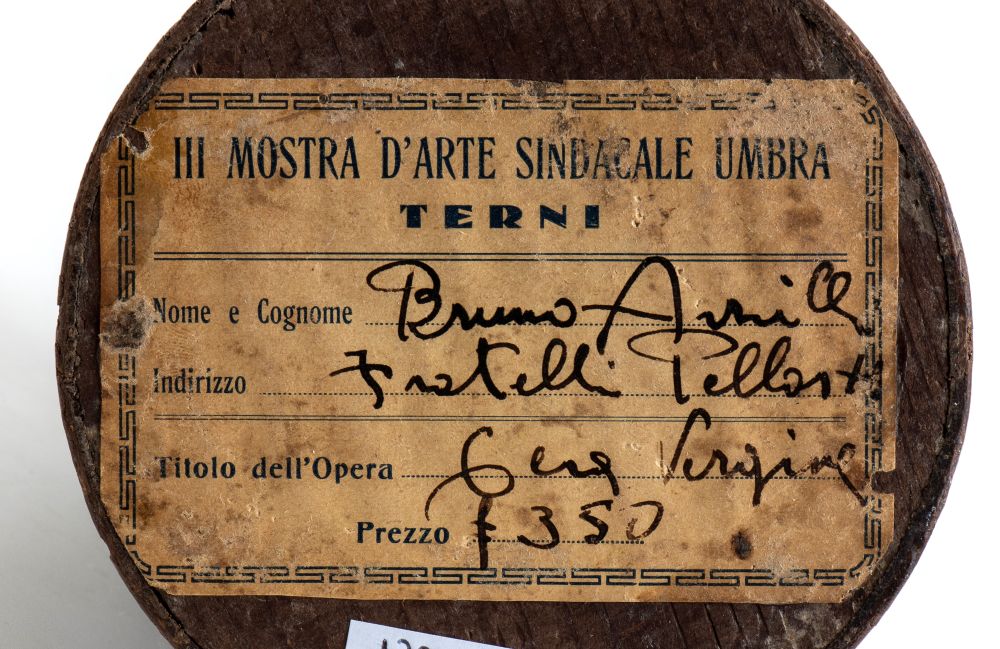 III MOSTRA D'ARTE SINDACALE UMBRA
TERNI
Nome e Cognome Bruno
Indirizzo Fratelli
Titolo dell'Opera Cera Vergine
Prezzo £ 350